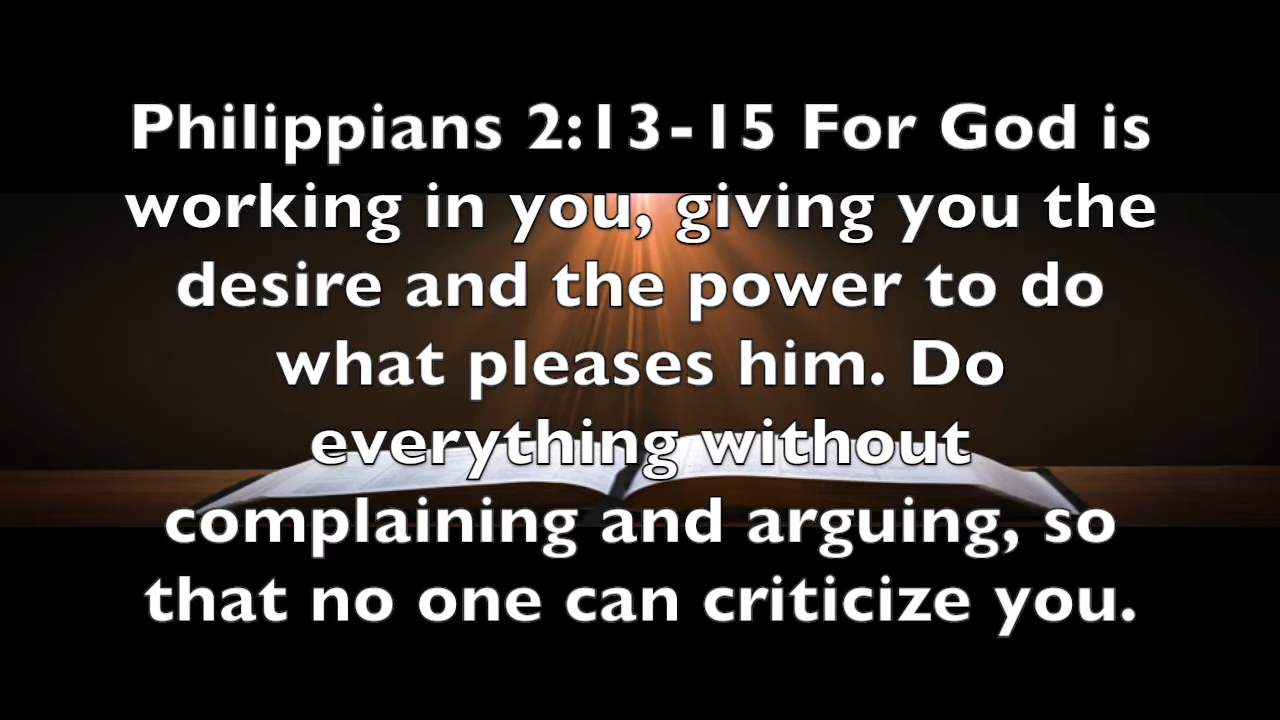 Philippians 2:13-15 For God is
working in you, giving you the
desire and the power to do
what pleases him. Do
everything without
complaining and arguing, so
that no one can criticize you.